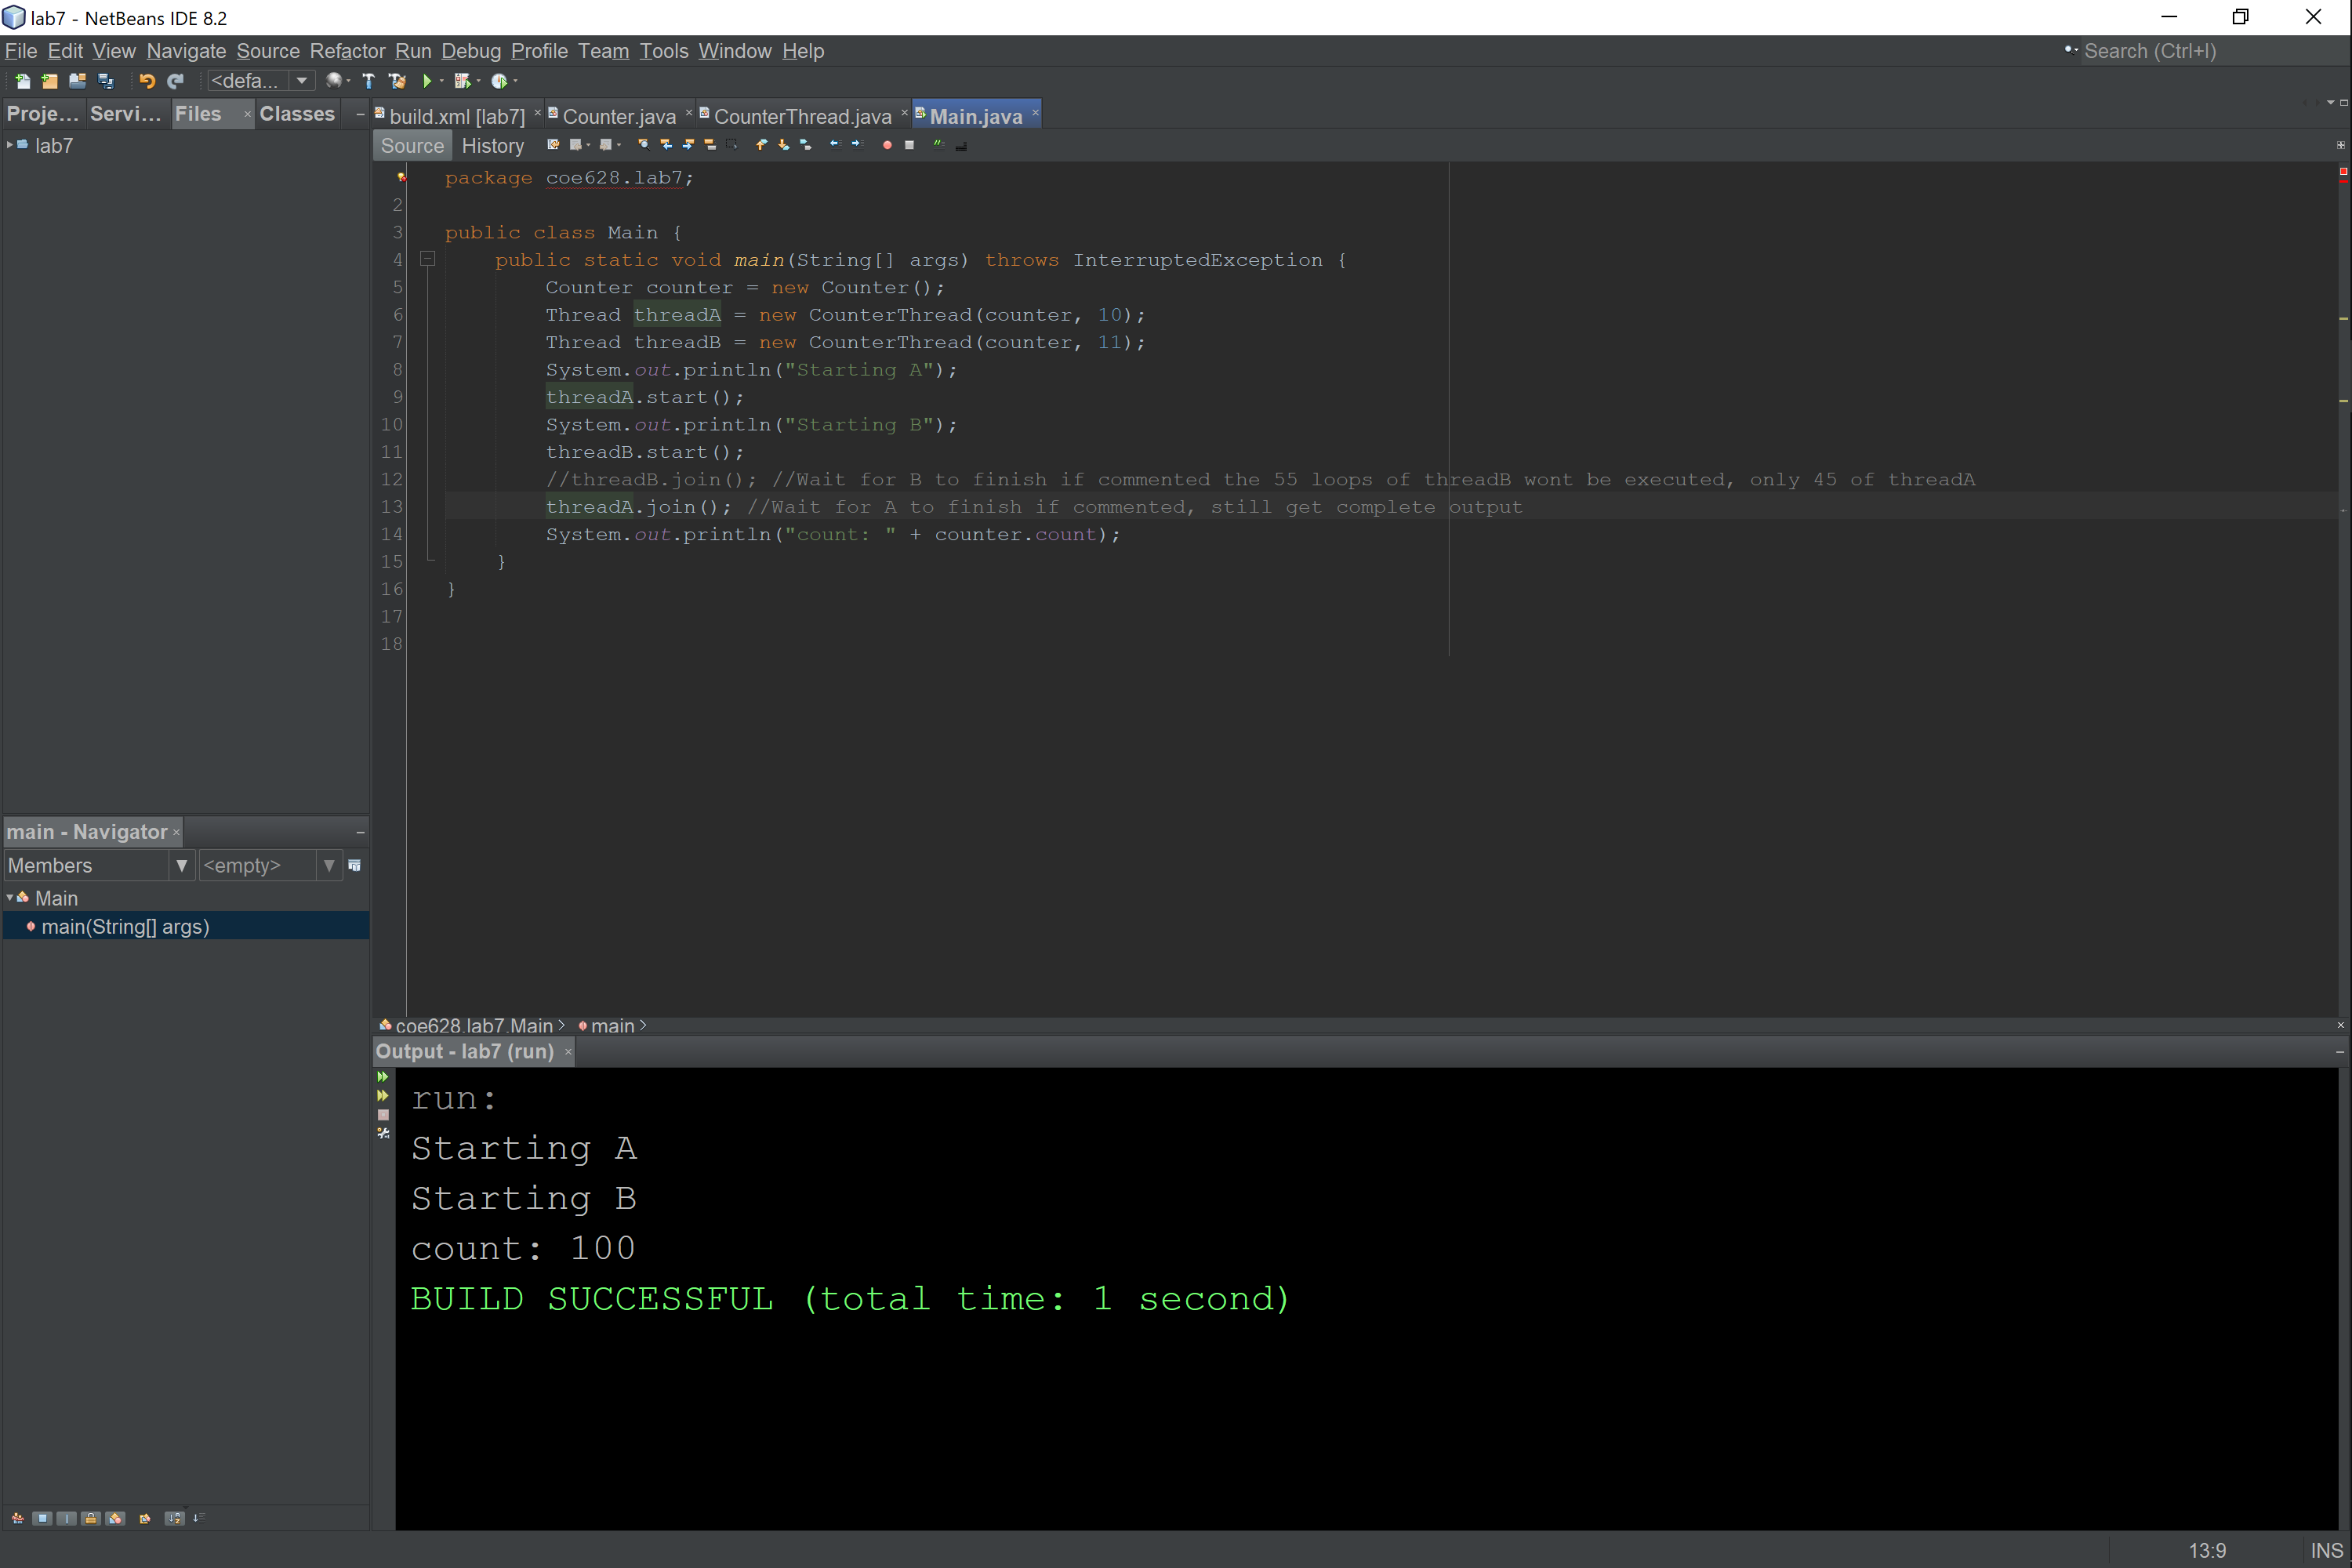 lab7 - NetBeans IDE 8.2
File Edit View Navigate Source Refactor Run Debug Profile Team Tools Window Help
Search (Ctrl+I)
<defa...
Proje... Servi... Files Classes
build.xml [lab7] Counter.java CounterThread.java Main.java
lab7
Source History
package coe628.lab7;
2
3 public class Main {
4 public static void main(String[] args) throws InterruptedException {
5 Counter counter = new Counter();
6 Thread threadA = new CounterThread(counter, 10);
7 Thread threadB = new CounterThread(counter, 11);
8 System.out.println("Starting A");
9 threadA.start();
10 System.out.println("Starting B");
11 threadB.start();
12 //threadB.join(); //Wait for B to finish if commented the 55 loops of threadB wont be executed, only 45 of threadA
13 threadA.join(); //Wait for A to finish if commented, still get complete output
14 System.out.println("count: " + counter.count);
15 }
16 }
17
18
main - Navigator
Members <empty>
Main
main(String[] args)
coe628.lab7.Main main
Output - lab7 (run)
run:
Starting A
Starting B
count: 100
BUILD SUCCESSFUL (total time: 1 second)
13:9 INS